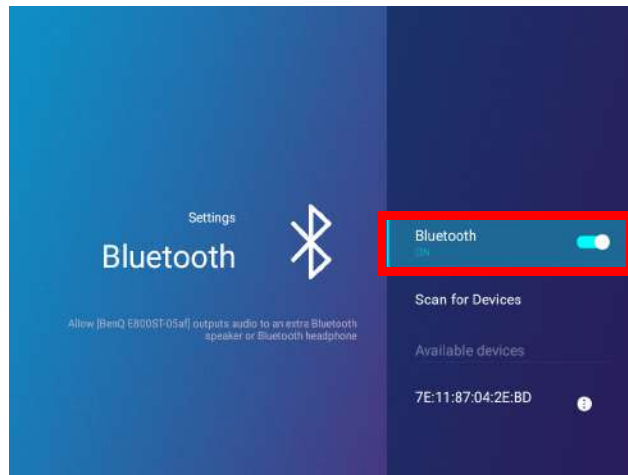 Settings
Bluetooth
Allow [BenQ E800ST-05af] outputs audio to an extra Bluetooth
speaker or Bluetooth headphone
Bluetooth
ON
Scan for Devices
Available devices
7E:11:87:04:2E:BD